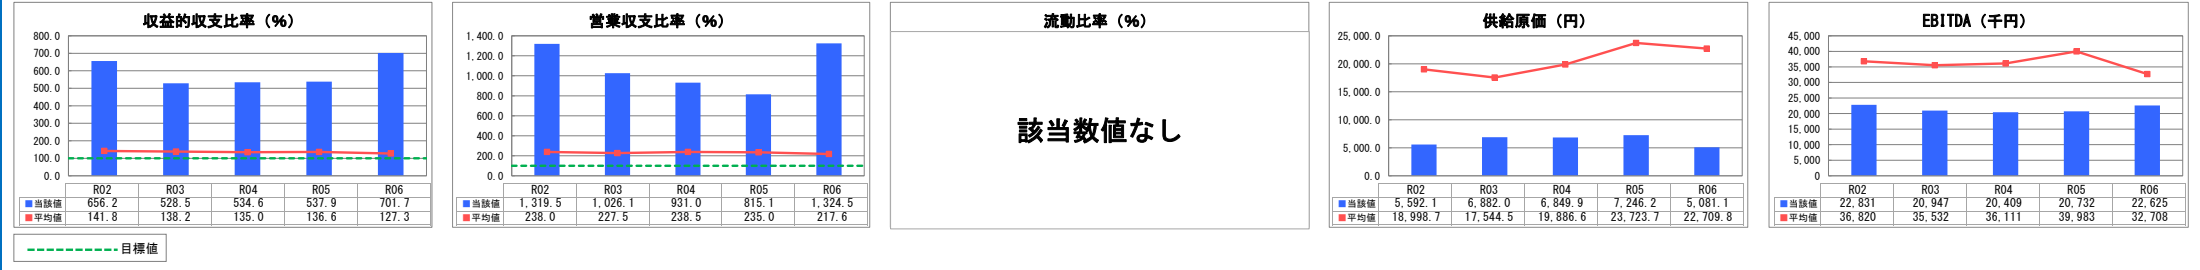 収益的収支比率（％）
800.0
700.0
600.0
500.0
400.0
300.0
200.0
100.0
0.0
R02 R03 R04 R05 R06
当該値 656.2 528.5 534.6 537.9 701.7
平均値 141.8 138.2 135.0 136.6 127.3
営業収支比率（％）
1,400.0
1,200.0
1,000.0
800.0
600.0
400.0
200.0
0.0
R02 R03 R04 R05 R06
当該値 1,319.5 1,026.1 931.0 815.1 1,324.5
平均値 238.0 227.5 238.5 235.0 217.6
流動比率（％）
該当数値なし
供給原価（円）
25,000.0
20,000.0
15,000.0
10,000.0
5,000.0
0.0
R02 R03 R04 R05 R06
当該値 5,592.1 6,882.0 6,849.9 7,246.2 5,081.1
平均値 18,998.7 17,544.5 19,886.6 23,723.7 22,709.8
EBITDA（千円）
45,000
40,000
35,000
30,000
25,000
20,000
15,000
10,000
5,000
0
R02 R03 R04 R05 R06
当該値 22,831 20,947 20,409 20,732 22,625
平均値 36,820 35,532 36,111 39,983 32,708
目標値